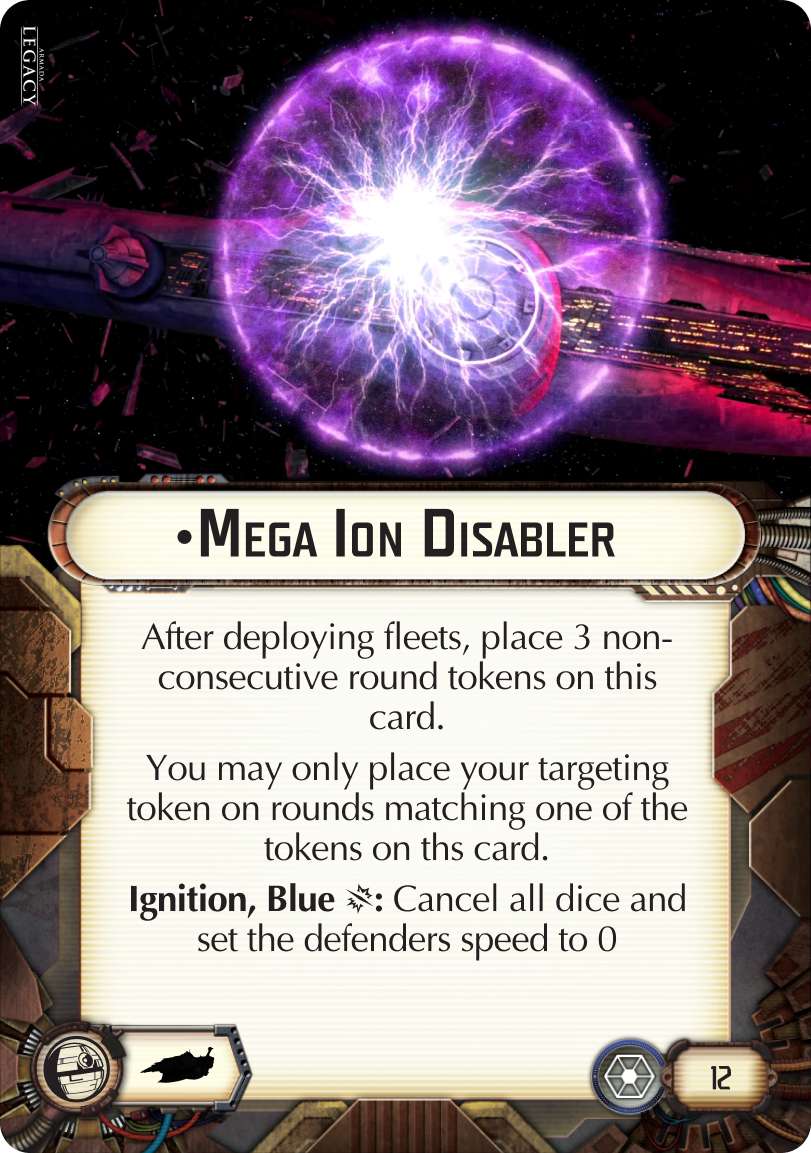 ARMADA
LEGACY
•Mega Ion Disabler
After deploying fleets, place 3 non-
consecutive round tokens on this
card.
You may only place your targeting
token on rounds matching one of the
tokens on ths card.
Ignition, Blue : Cancel all dice and
set the defenders speed to 0
12